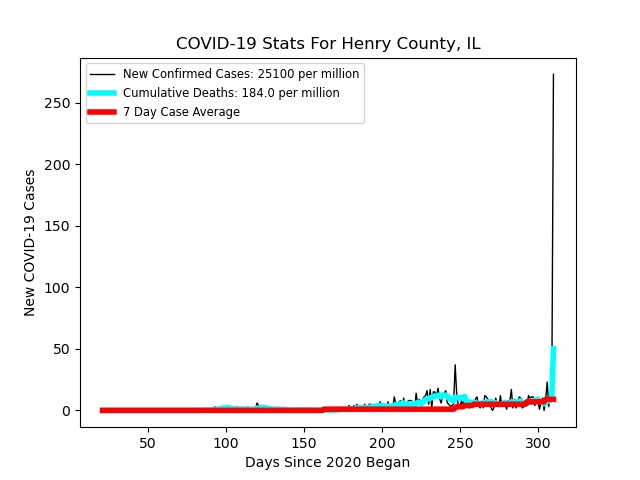 COVID-19 Stats For Henry County, IL
New Confirmed Cases: 25100 per million
Cumulative Deaths: 184.0 per million
7 Day Case Average
New COVID-19 Cases
250
200
150
100
50
0
50 100 150 200 250 300
Days Since 2020 Began